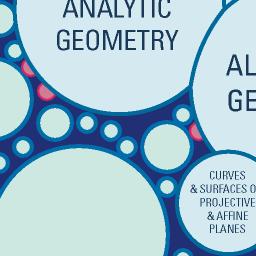 ANALYTIC
GEOMETRY
AL
GE
CURVES
& SURFACES O
PROJECTIVE
& AFFINE
PLANES